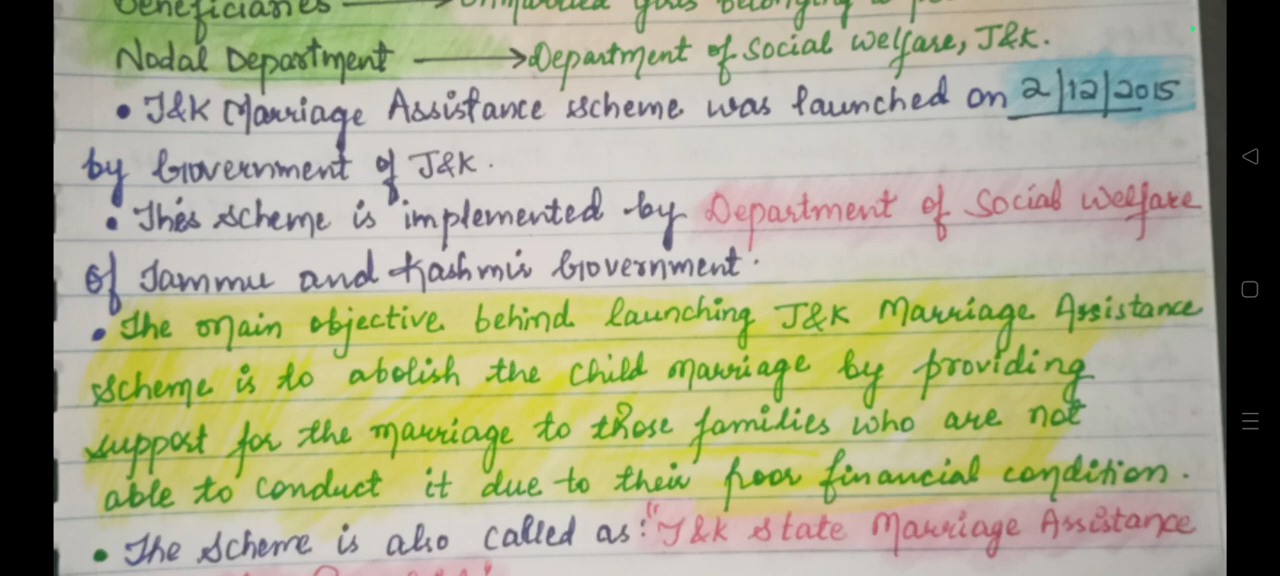 Beneficiaries → Unmarried girls belonging
Nodal Department → Department of Social Welfare, J&K.
• J&K Marriage Assistance scheme was launched on 2/12/2015
by Government of J&K.
• This scheme is implemented by Department of Social Welfare
of Jammu and Kashmir Government.
• The main objective behind launching J&K Marriage Assistance
scheme is to abolish the child marriage by providing
support for the marriage to those families who are not
able to conduct it due to their poor financial condition.
• The Scheme is also called as: "J&K State Marriage Assistance